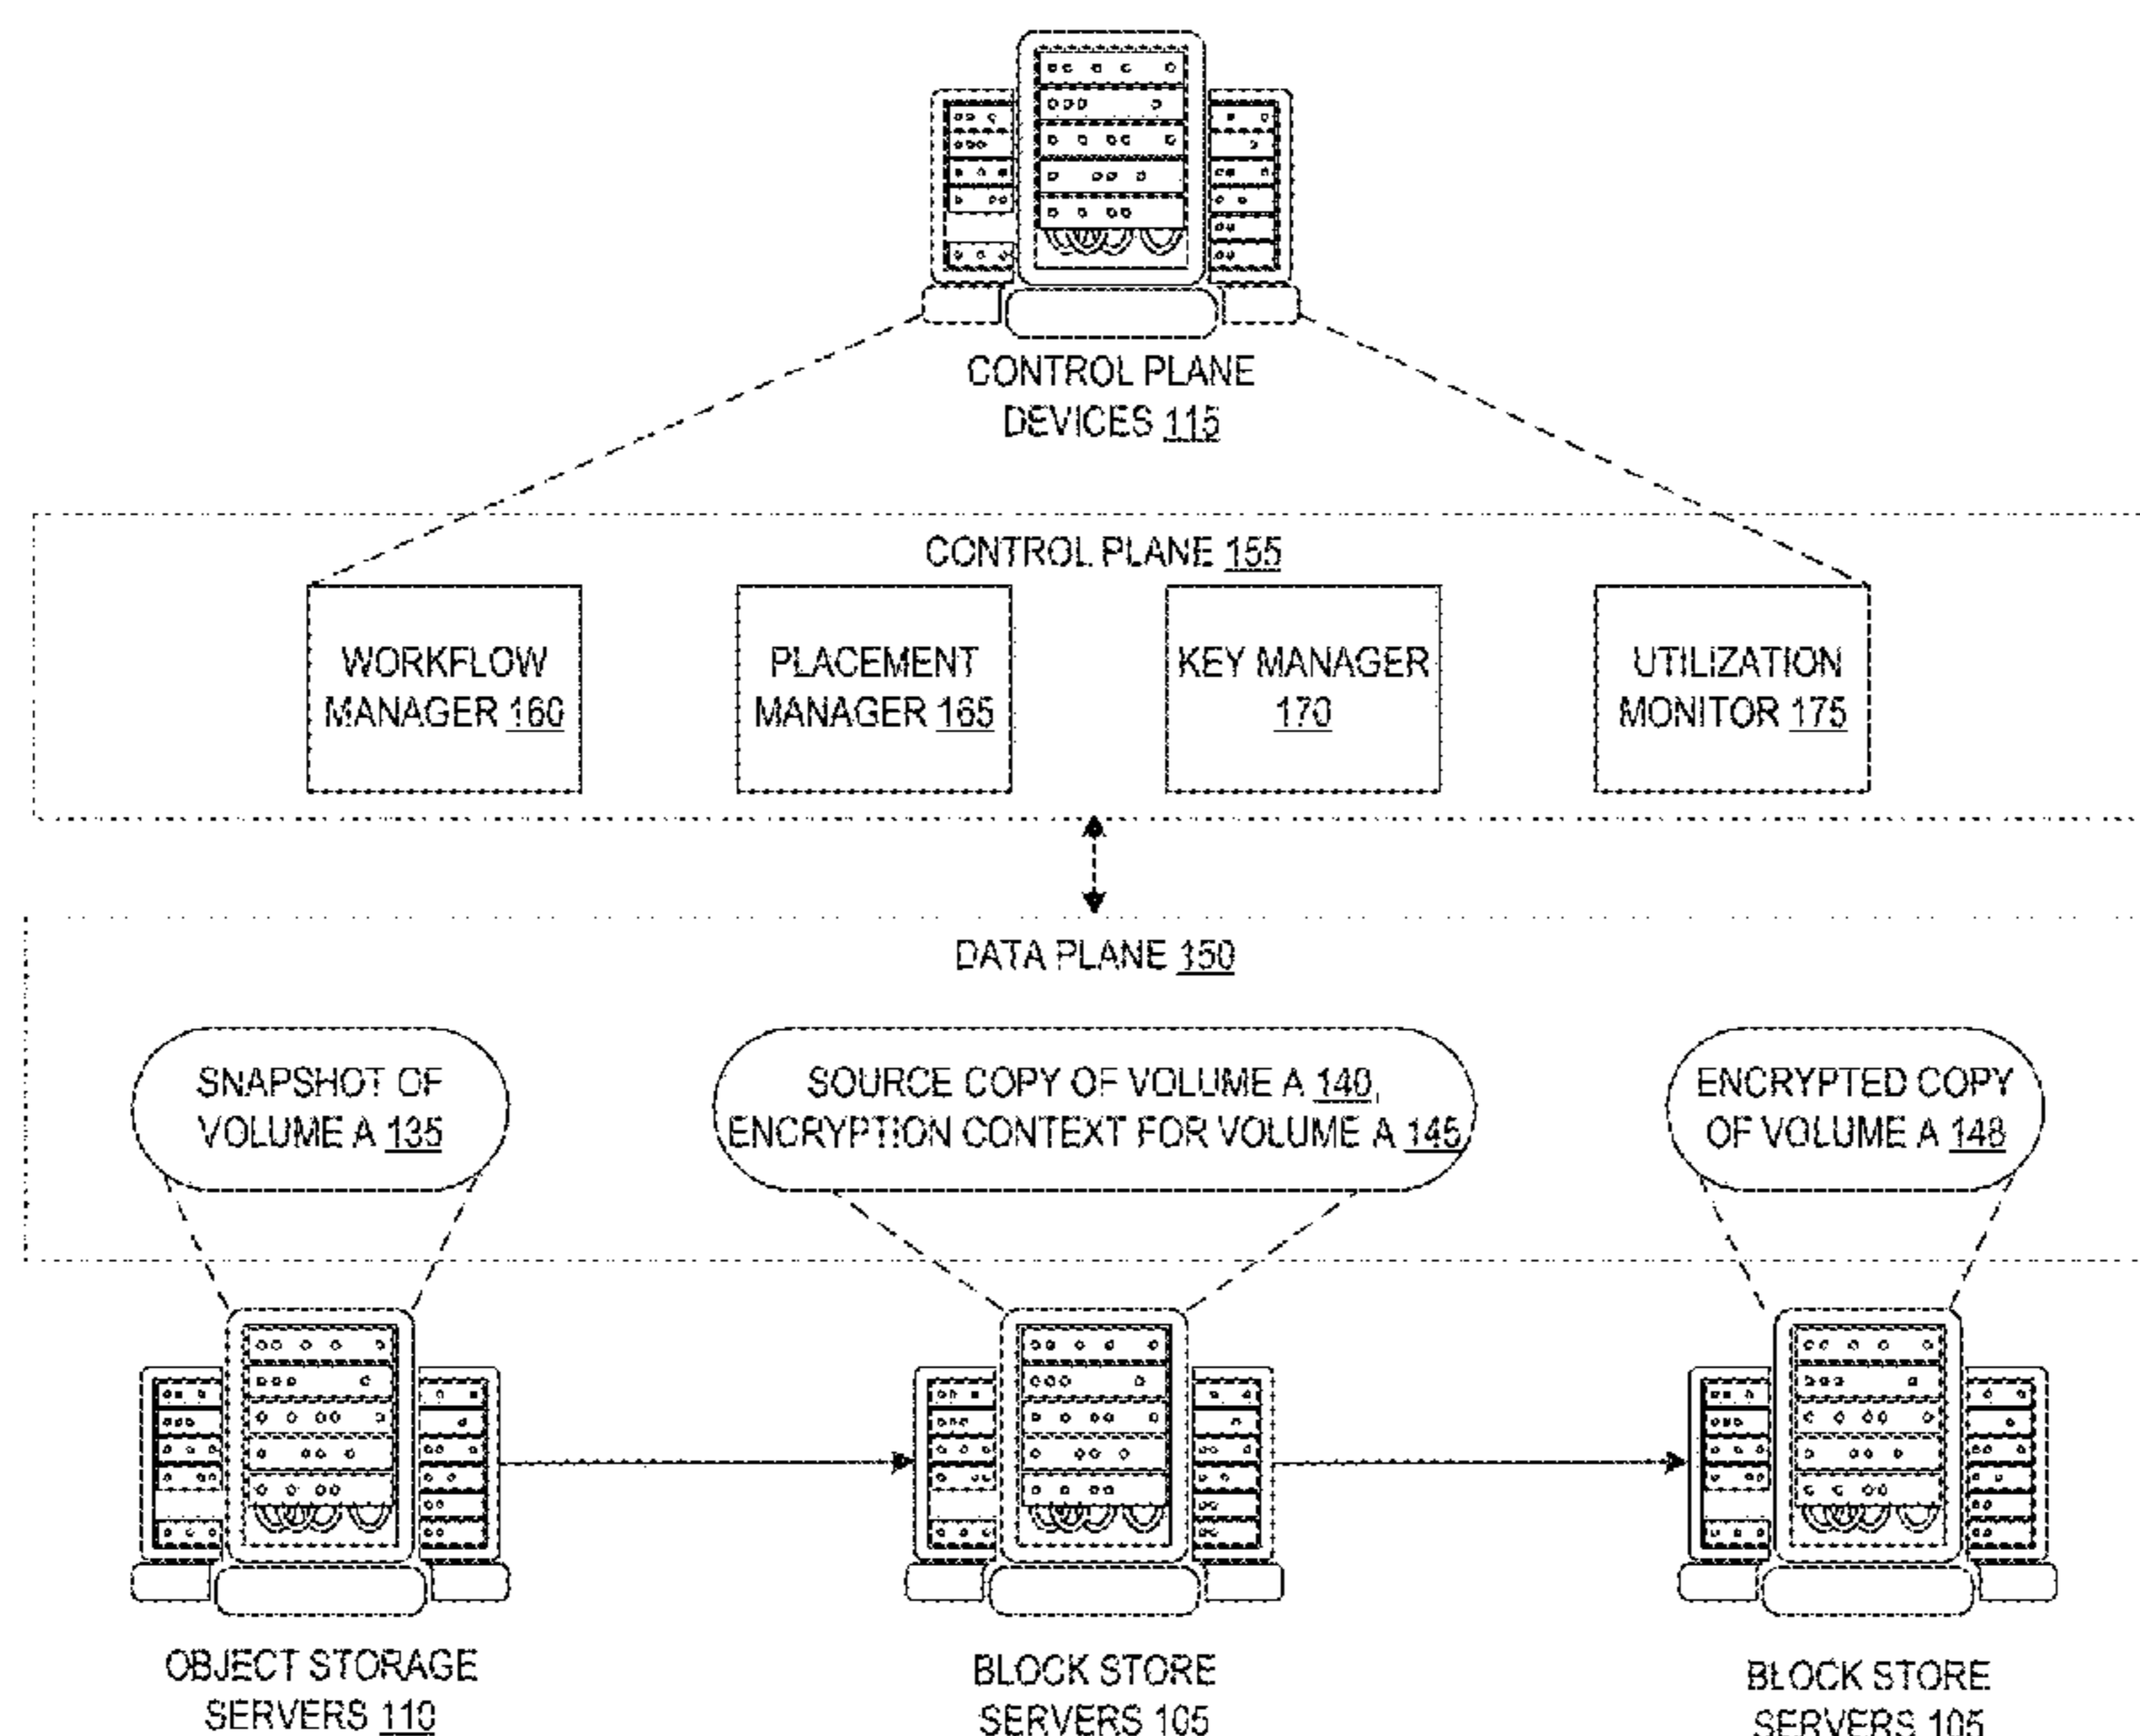 CONTROL PLANE
DEVICES 115
CONTROL PLANE 155
WORKFLOW
MANAGER 160
PLACEMENT
MANAGER 165
KEY MANAGER
170
UTILIZATION
MONITOR 175
DATA PLANE 150
SNAPSHOT OF
VOLUME A 135
SOURCE COPY OF VOLUME A 140,
ENCRYPTION CONTEXT FOR VOLUME A 145
ENCRYPTED COPY
OF VOLUME A 148
OBJECT STORAGE
SERVERS 110
BLOCK STORE
SERVERS 105
BLOCK STORE
SERVERS 105